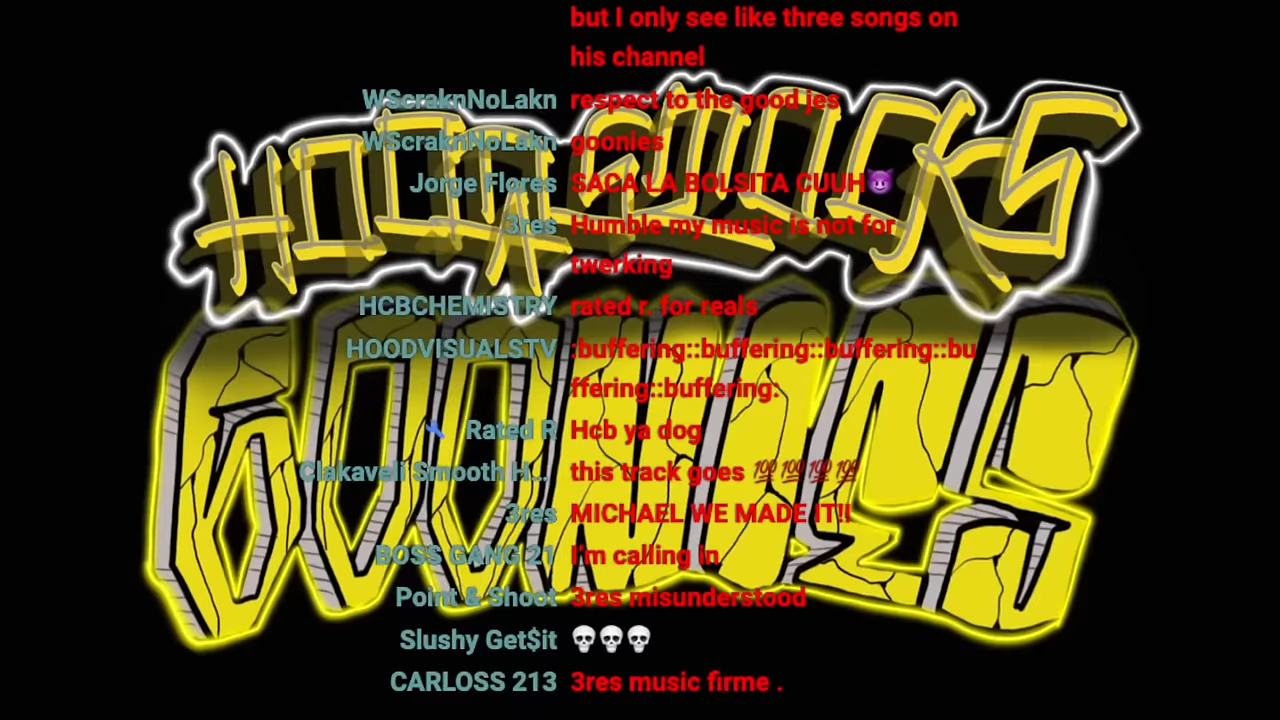 but I only see like three songs on
his channel
WScraknNoLakn respect to the good jes
WScraknNoLakn goonies
Jorge Flores SACA LA BOLSITA CUUH😈
3res Humble my music is not for
twerking
HCBCHEMISTRY rated r. for reals
HOODVISUALSTV :buffering::buffering::buffering::bu
ffering::buffering:
Rated R Hcb ya dog
Clakaveli Smooth H... this track goes 💯💯💯💯
3res MICHAEL WE MADE IT!!
BOSS GANG 21 I'm calling in
Point & Shoot 3res misunderstood
Slushy Get$it 💀💀💀
CARLOSS 213 3res music firme .
GOONIES